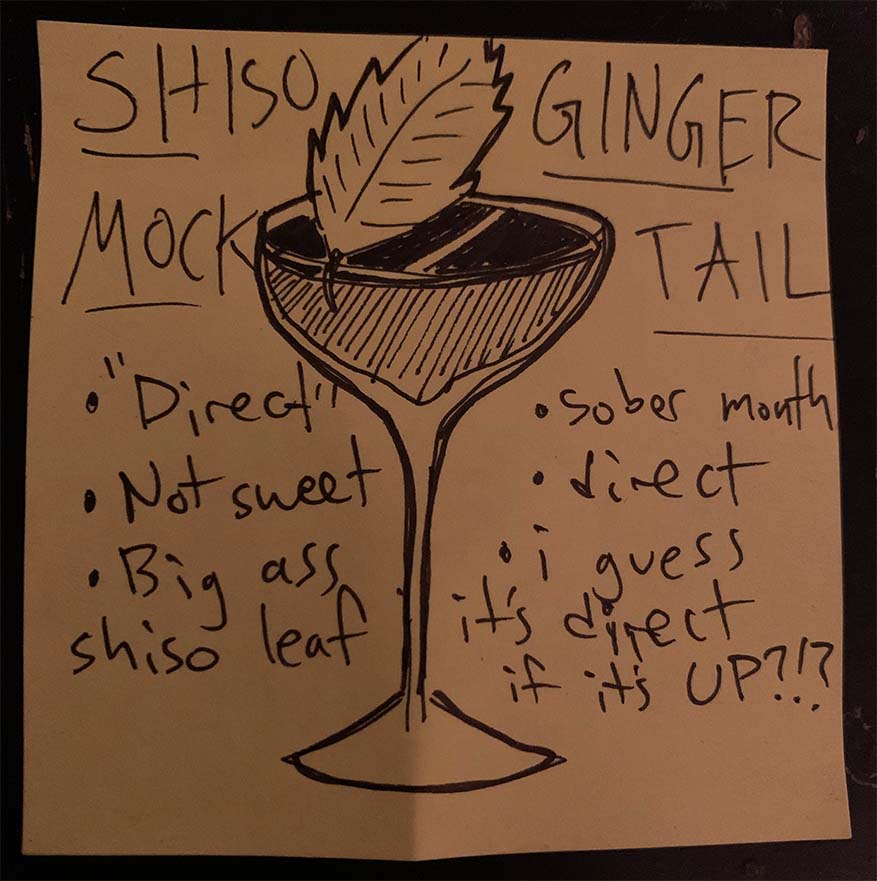 SHISO GINGER
MOCK TAIL
• "Direct"
• Not sweet
• Big ass
shiso leaf
• sober mouth
• direct
• i guess
it's direct
if it's UP?!?